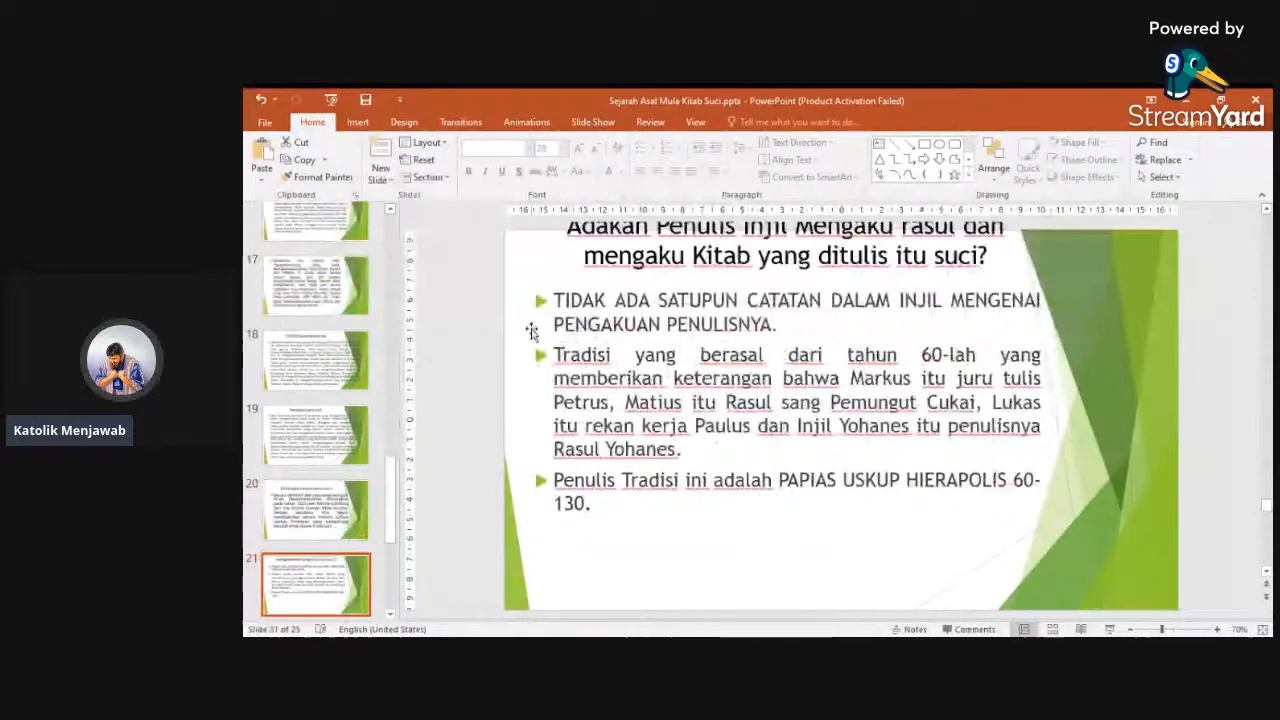 Powered by
StreamYard
Sejarah Asal Mula Kitab Suci.pptx - PowerPoint (Product Activation Failed)
File Home Insert Design Transitions Animations Slide Show Review View Tell me what you want to do...
Paste
Cut
Copy
Format Painter
Clipboard
New Slide
Layout
Reset
Section
Slides
28
Font
Text Direction
Align Text
Convert to SmartArt
Paragraph
Arrange
Quick Styles
Shape Fill
Shape Outline
Shape Effects
Drawing
Find
Replace
Select
Editing
17
18
19
20
21
Adakah Penulis Injil Mengaku rasul dan
mengaku Kitab yang ditulis itu suci?
TIDAK ADA SATUPUN CATATAN DALAM INJIL MENGENAI
PENGAKUAN PENULISNYA.
Tradisi yang berasal dari tahun 60-lah yang
memberikan keterangan bahwa Markus itu juru tulis
Petrus, Matius itu Rasul sang Pemungut Cukai, Lukas
itu rekan kerja Paulus dan Injil Yohanes itu penulisnya
Rasul Yohanes.
Penulis Tradisi ini adalah PAPIAS USKUP HIERAPOLIS 60-
130.
Katolik Menjawab
English (United States)
Notes
Comments
70%